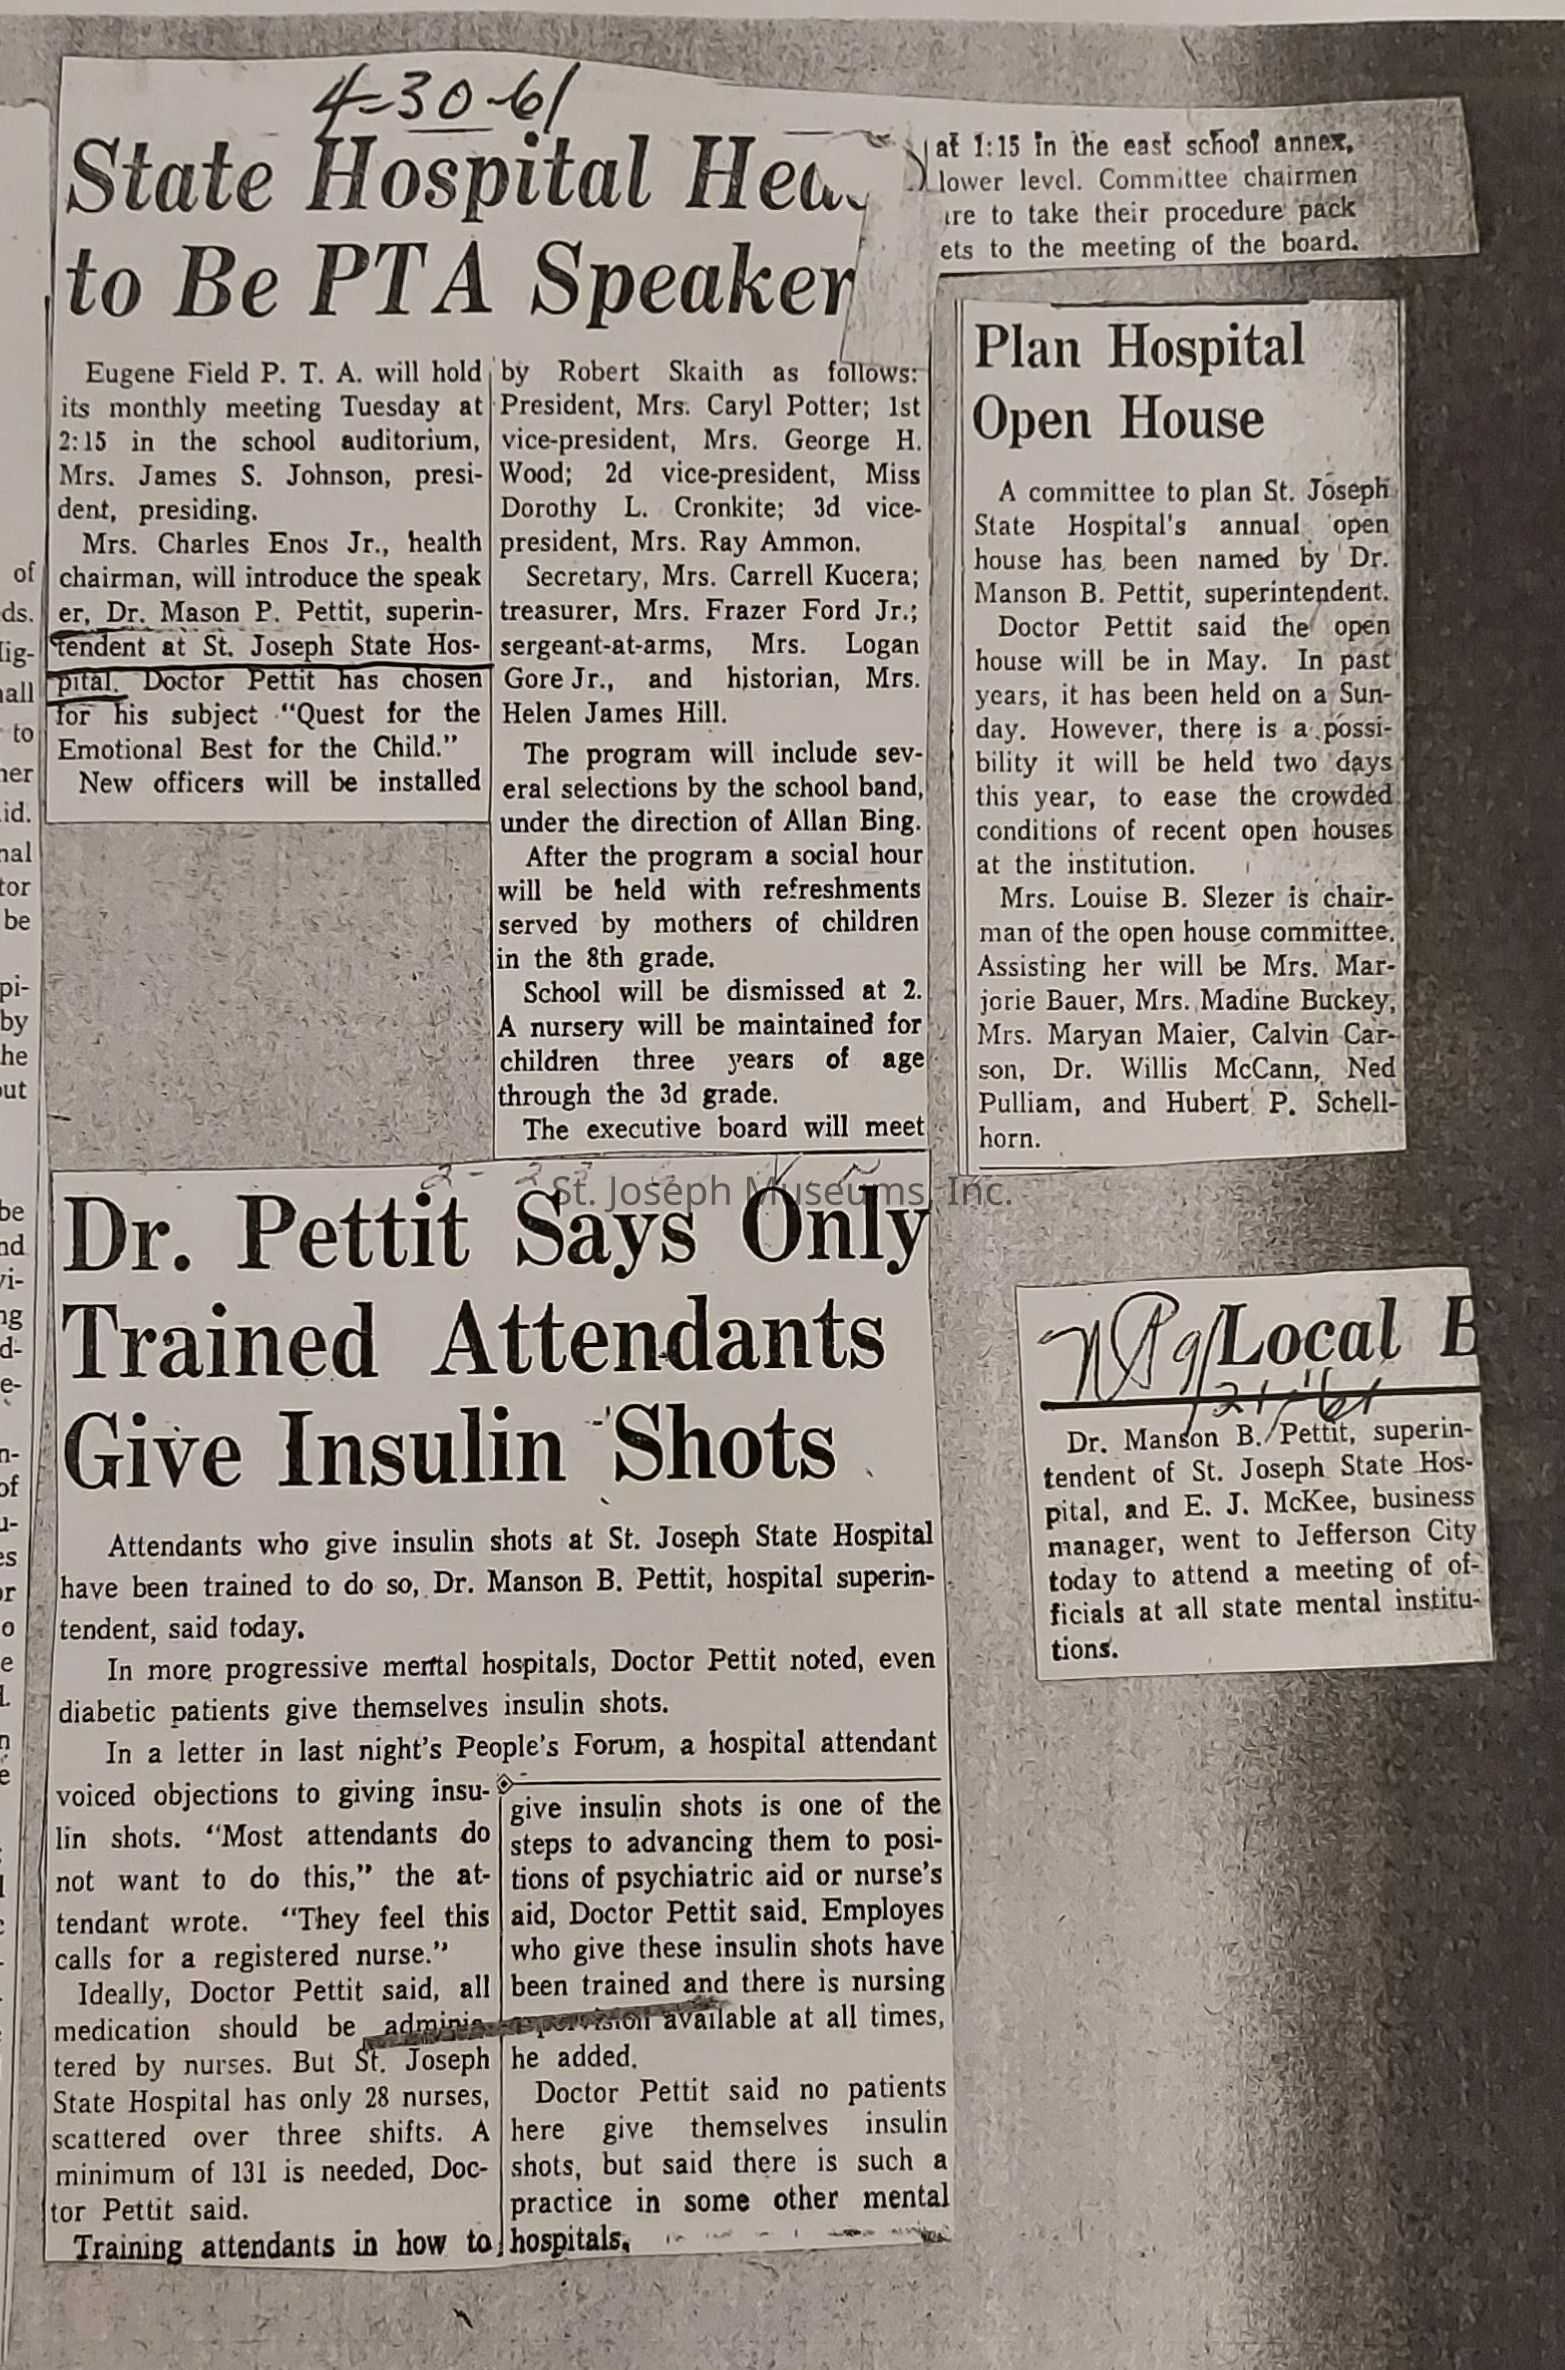 4-30-61
State Hospital Hea
to Be PTA Speaker
Eugene Field P. T. A. will hold
its monthly meeting Tuesday at
2:15 in the school auditorium,
Mrs. James S. Johnson, presi-
dent, presiding.
Mrs. Charles Enos Jr., health
chairman, will introduce the speak
er, Dr. Mason P. Pettit, superin-
tendent at St. Joseph State Hos-
pital. Doctor Pettit has chosen
for his subject "Quest for the
Emotional Best for the Child."
New officers will be installed
by Robert Skaith as follows:
President, Mrs. Caryl Potter; 1st
vice-president, Mrs. George H.
Wood; 2d vice-president, Miss
Dorothy L. Cronkite; 3d vice-
president, Mrs. Ray Ammon.
Secretary, Mrs. Carrell Kucera;
treasurer, Mrs. Frazer Ford Jr.;
sergeant-at-arms, Mrs. Logan
Gore Jr., and historian, Mrs.
Helen James Hill.
The program will include sev-
eral selections by the school band,
under the direction of Allan Bing.
After the program a social hour
will be held with refreshments
served by mothers of children
in the 8th grade.
School will be dismissed at 2.
A nursery will be maintained for
children three years of age
through the 3d grade.
The executive board will meet
at 1:15 in the east school annex,
lower level. Committee chairmen
are to take their procedure pack
ets to the meeting of the board.
Plan Hospital
Open House
A committee to plan St. Joseph
State Hospital's annual open
house has been named by Dr.
Manson B. Pettit, superintendent.
Doctor Pettit said the open
house will be in May. In past
years, it has been held on a Sun-
day. However, there is a possi-
bility it will be held two days
this year, to ease the crowded
conditions of recent open houses
at the institution.
Mrs. Louise B. Slezer is chair-
man of the open house committee.
Assisting her will be Mrs. Mar-
jorie Bauer, Mrs. Madine Buckey,
Mrs. Maryan Maier, Calvin Car-
son, Dr. Willis McCann, Ned
Pulliam, and Hubert P. Schell-
horn.
St. Joseph Museums, Inc.
Dr. Pettit Says Only
Trained Attendants
Give Insulin Shots
Attendants who give insulin shots at St. Joseph State Hospital
have been trained to do so, Dr. Manson B. Pettit, hospital superin-
tendent, said today.
In more progressive mental hospitals, Doctor Pettit noted, even
diabetic patients give themselves insulin shots.
In a letter in last night's People's Forum, a hospital attendant
voiced objections to giving insu-
lin shots. "Most attendants do
not want to do this," the at-
tendant wrote. "They feel this
calls for a registered nurse."
Ideally, Doctor Pettit said, all
medication should be adminis-
tered by nurses. But St. Joseph
State Hospital has only 28 nurses,
scattered over three shifts. A
minimum of 131 is needed, Doc-
tor Pettit said.
Training attendants in how to
give insulin shots is one of the
steps to advancing them to posi-
tions of psychiatric aid or nurse's
aid, Doctor Pettit said. Employes
who give these insulin shots have
been trained and there is nursing
supervision available at all times,
he added.
Doctor Pettit said no patients
here give themselves insulin
shots, but said there is such a
practice in some other mental
hospitals.
Local B
Dr. Manson B. Pettit, superin-
tendent of St. Joseph State Hos-
pital, and E. J. McKee, business
manager, went to Jefferson City
today to attend a meeting of of-
ficials at all state mental institu-
tions.